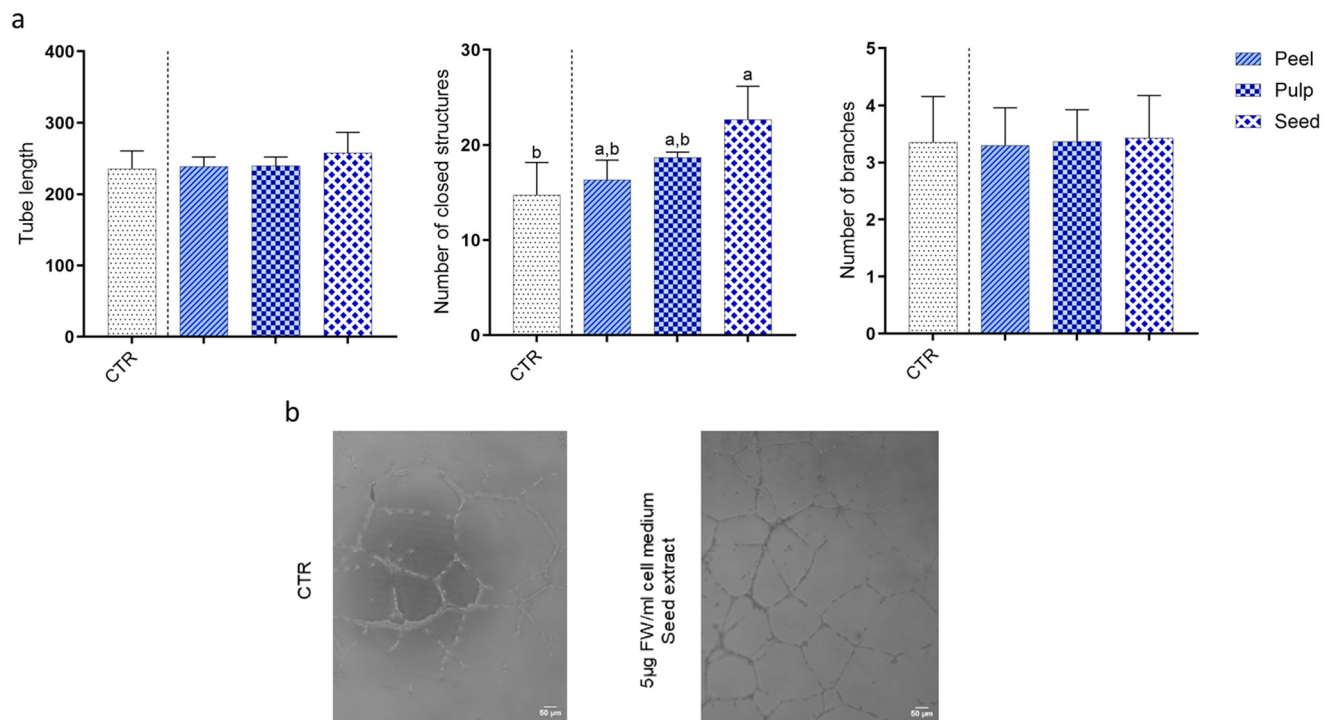 a
400
300
200
100
0
Tube length
CTR
30
20
10
0
Number of closed structures
b
a,b
a,b
a
CTR
5
4
3
2
1
0
Number of branches
CTR
Peel
Pulp
Seed
b
CTR
50 µm
5µg FW/ml cell medium
Seed extract
50 µm